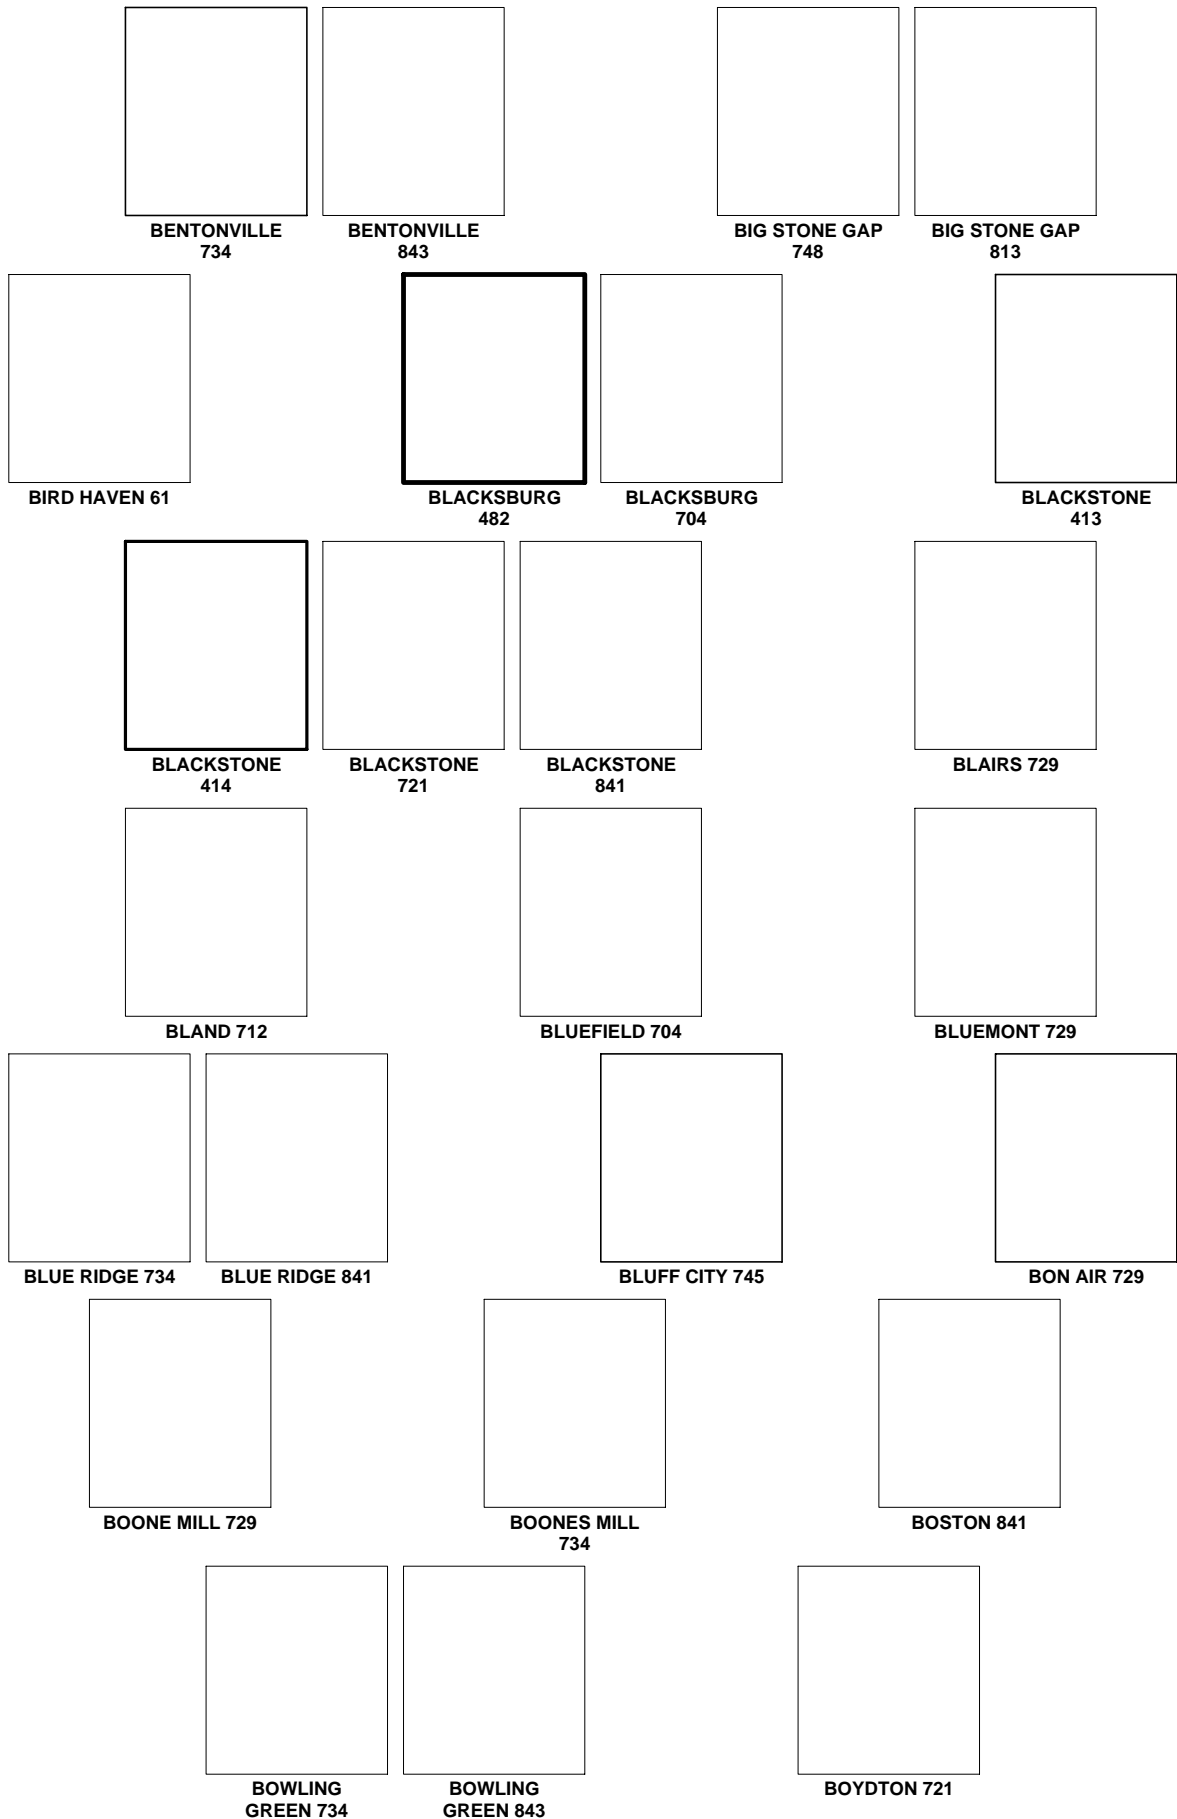 BENTONVILLE
734
BENTONVILLE
843
BIG STONE GAP
748
BIG STONE GAP
813
BIRD HAVEN 61
BLACKSBURG
482
BLACKSBURG
704
BLACKSTONE
413
BLACKSTONE
414
BLACKSTONE
721
BLACKSTONE
841
BLAIRS 729
BLAND 712
BLUEFIELD 704
BLUEMONT 729
BLUE RIDGE 734
BLUE RIDGE 841
BLUFF CITY 745
BON AIR 729
BOONE MILL 729
BOONES MILL
734
BOSTON 841
BOWLING
GREEN 734
BOWLING
GREEN 843
BOYDTON 721